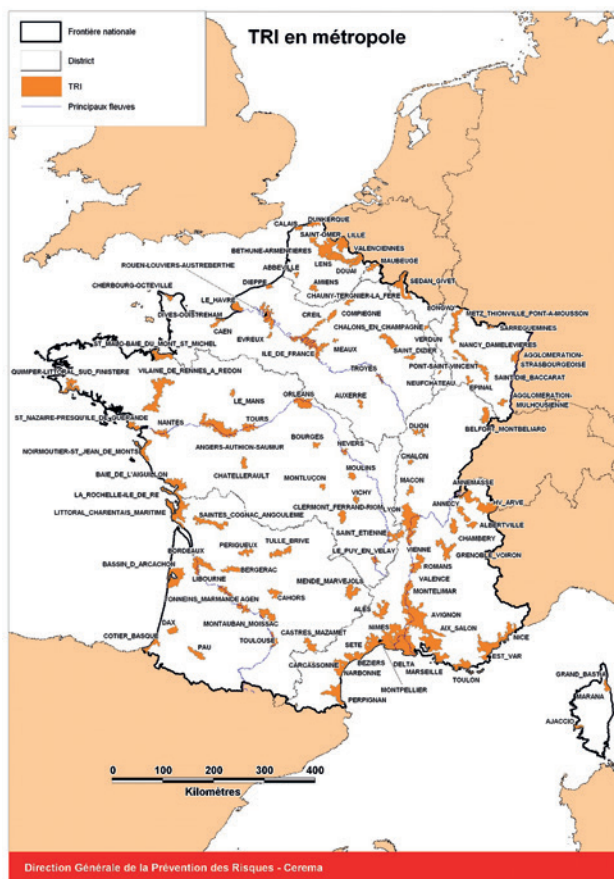 TRI en métropole
Frontière nationale
District
TRI
Principaux fleuves
DUNKERQUE
CALAIS
SAINT-OMER
LILLE
BETHUNE-ARMENTIERES
VALENCIENNES
LENS
DOUAI
MAUBEUGE
ABBEVILLE
AMIENS
ROUEN-LOUVIERS-AUSTREBERTHE
DIEPPE
SEDAN_GIVET
CHAUNY-TERGNIER-LA_FERE
CHERBOURG-OCTEVILLE
LE_HAVRE
CREIL
COMPIEGNE
LONGWY
METZ_THIONVILLE_PONT-A-MOUSSON
DIVES-OUISTREHAM
CHALONS_EN_CHAMPAGNE
SARREGUEMINES
CAEN
EVREUX
VERDUN
NANCY_DAMELEVIERES
ST_MALO-BAIE_DU_MONT_ST_MICHEL
ILE_DE_FRANCE
MEAUX
SAINT_DIZIER
AGGLOMERATION-STRASBOURGEOISE
PONT-SAINT-VINCENT
QUIMPER-LITTORAL_SUD_FINISTERE
VILAINE_DE_RENNES_A_REDON
TROYES
NEUFCHATEAU
SAINT-DIE_BACCARAT
EPINAL
AGGLOMERATION-MULHOUSIENNE
LE_MANS
ORLEANS
AUXERRE
ST_NAZAIRE-PRESQU'ILE_DE_GUERANDE
NANTES
TOURS
DIJON
BELFORT_MONTBELIARD
BOURGES
ANGERS-AUTHION-SAUMUR
NEVERS
NOIRMOUTIER-ST_JEAN_DE_MONTS
CHALON
CHATELLERAULT
MOULINS
BAIE_DE_L'AIGUILLON
MONTLUÇON
MACON
ANNEMASSE
VICHY
ANNECY
HV_ARVE
LA_ROCHELLE-ILE_DE_RE
CLERMONT_FERRAND-RIOM
LYON
ALBERTVILLE
LITTORAL_CHARENTAIS_MARITIME
SAINTES_COGNAC_ANGOULEME
SAINT_ETIENNE
CHAMBERY
PERIGUEUX
TULLE_BRIVE
LE_PUY_EN_VELAY
VIENNE
GRENOBLE_VOIRON
BORDEAUX
ROMANS
BASSIN_D_ARCACHON
LIBOURNE
BERGERAC
MENDE_MARVEJOLS
VALENCE
MONTELIMAR
TONNEINS_MARMANDE
AGEN
CAHORS
ALES
AVIGNON
DAX
MONTAUBAN_MOISSAC
NIMES
AIX_SALON
COTIER_BASQUE
TOULOUSE
CASTRES_MAZAMET
SETE
NICE
PAU
BEZIERS
DELTA
MARSEILLE
EST_VAR
CARCASSONNE
NARBONNE
MONTPELLIER
TOULON
PERPIGNAN
GRAND_BASTIA
MARANA
AJACCIO
0 100 200 300 400
Kilomètres
Direction Générale de la Prévention des Risques - Cerema